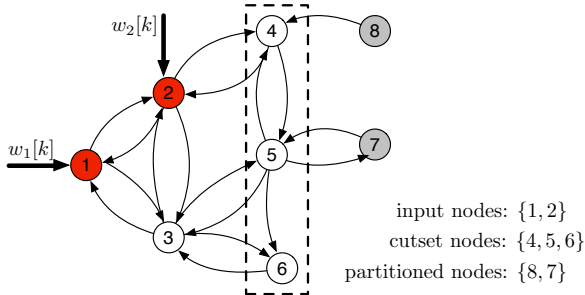 w₂[k]
4
8
2
w₁[k]
1
5
7
3
6
input nodes: {1, 2}
cutset nodes: {4, 5, 6}
partitioned nodes: {8, 7}